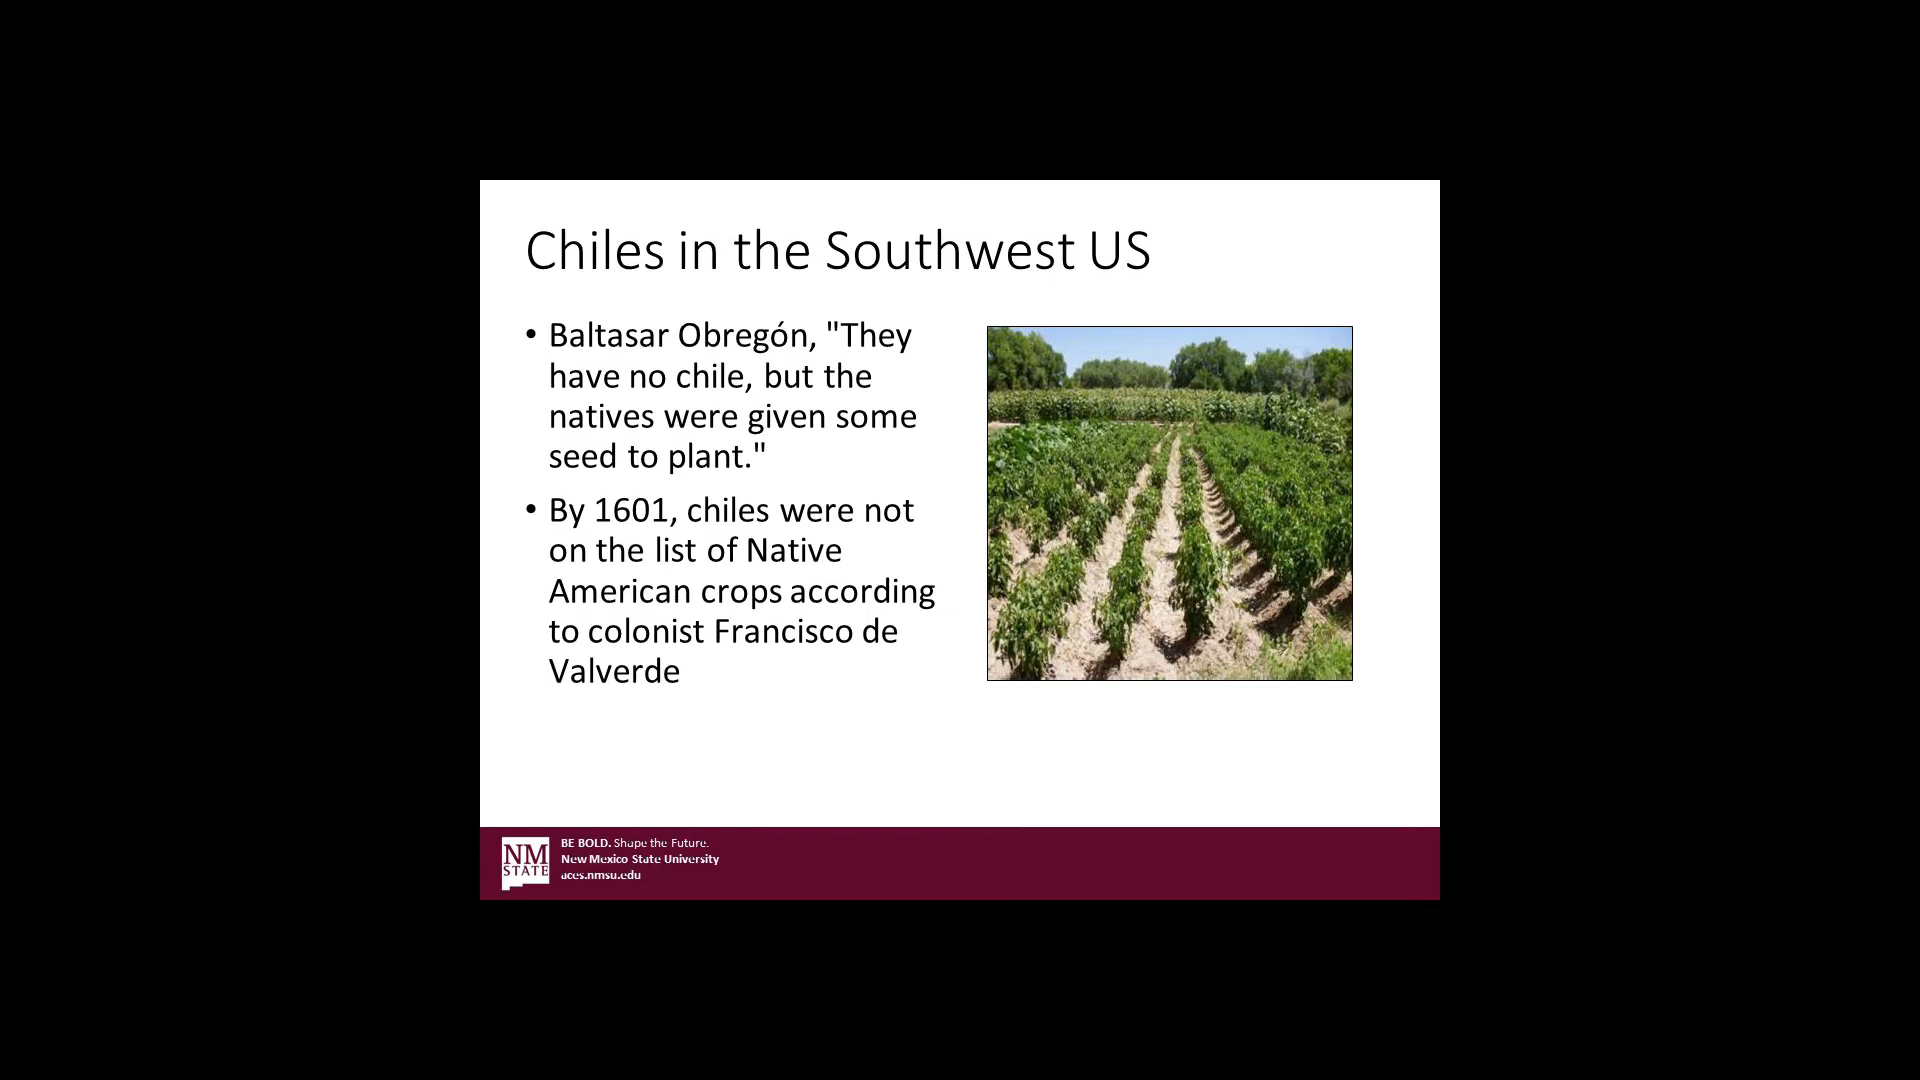 Chiles in the Southwest US
• Baltasar Obregón, "They
have no chile, but the
natives were given some
seed to plant."
• By 1601, chiles were not
on the list of Native
American crops according
to colonist Francisco de
Valverde
NM
STATE
BE BOLD. Shape the Future.
New Mexico State University
aces.nmsu.edu